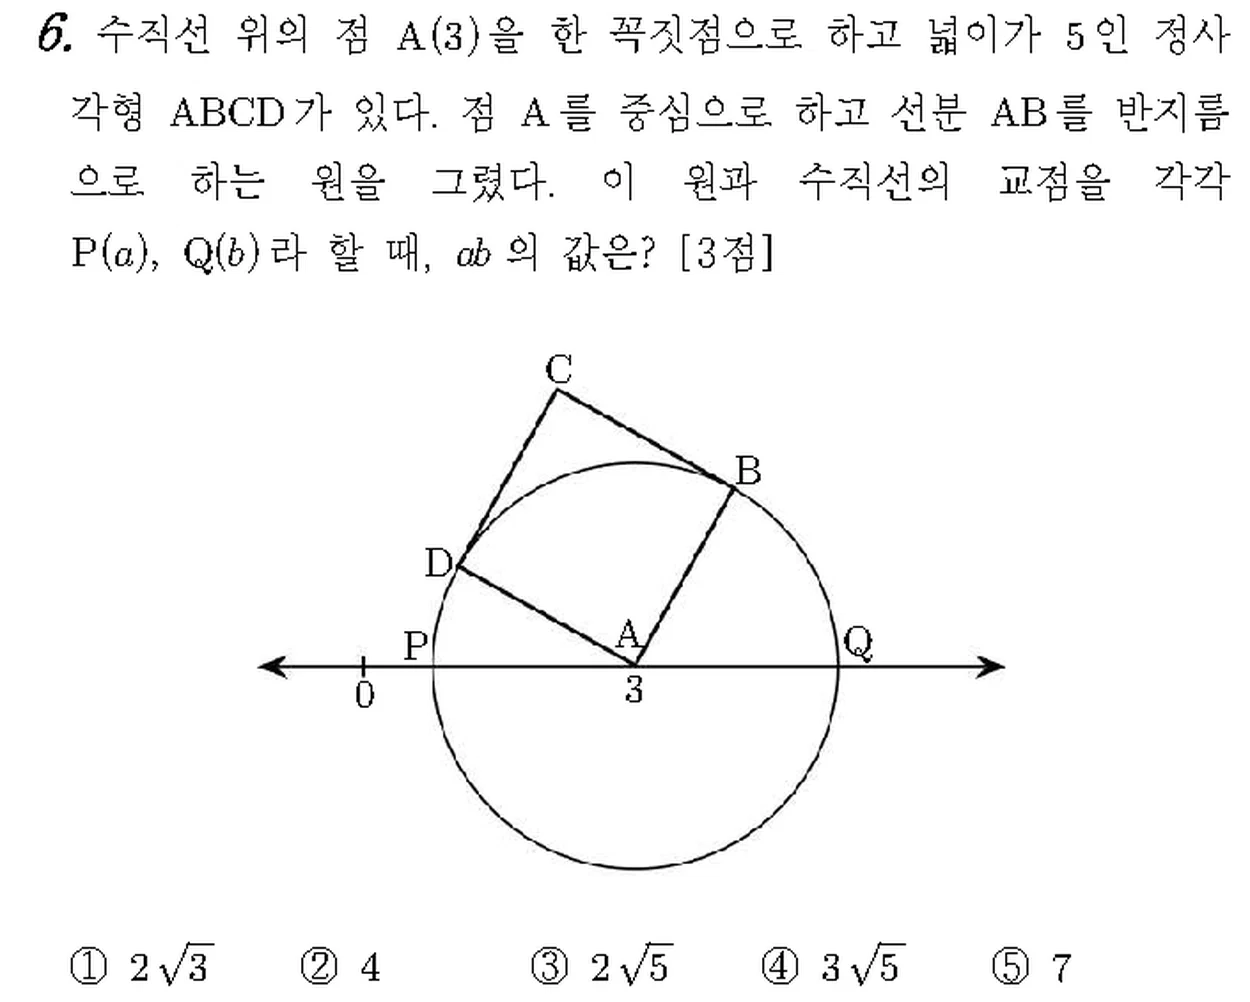 6. 수직선 위의 점 A(3)을 한 꼭짓점으로 하고 넓이가 5인 정사
각형 ABCD가 있다. 점 A를 중심으로 하고 선분 AB를 반지름
으로 하는 원을 그렸다. 이 원과 수직선의 교점을 각각
P(a), Q(b)라 할 때, ab의 값은? [3점]
C
B
D
P A Q
0 3
① 2√3 ② 4 ③ 2√5 ④ 3√5 ⑤ 7